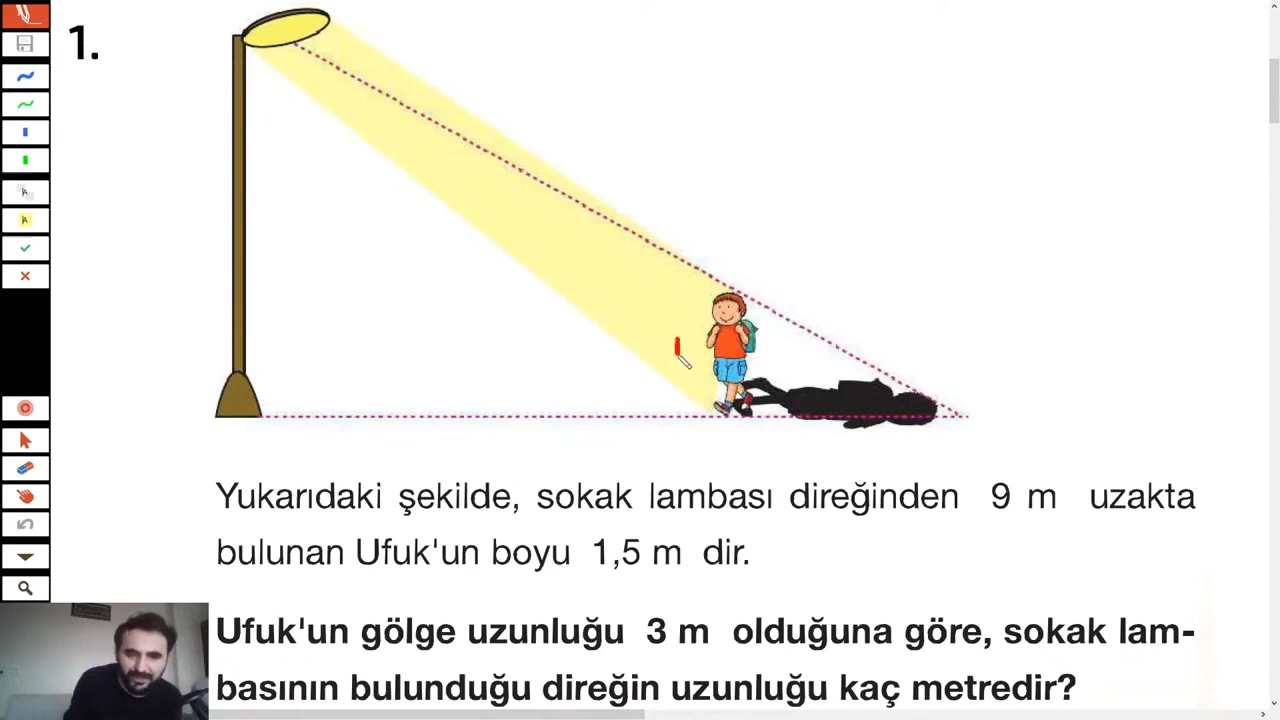 1.
Yukarıdaki şekilde, sokak lambası direğinden 9 m uzakta
bulunan Ufuk'un boyu 1,5 m dir.
Ufuk'un gölge uzunluğu 3 m olduğuna göre, sokak lam-
basının bulunduğu direğin uzunluğu kaç metredir?